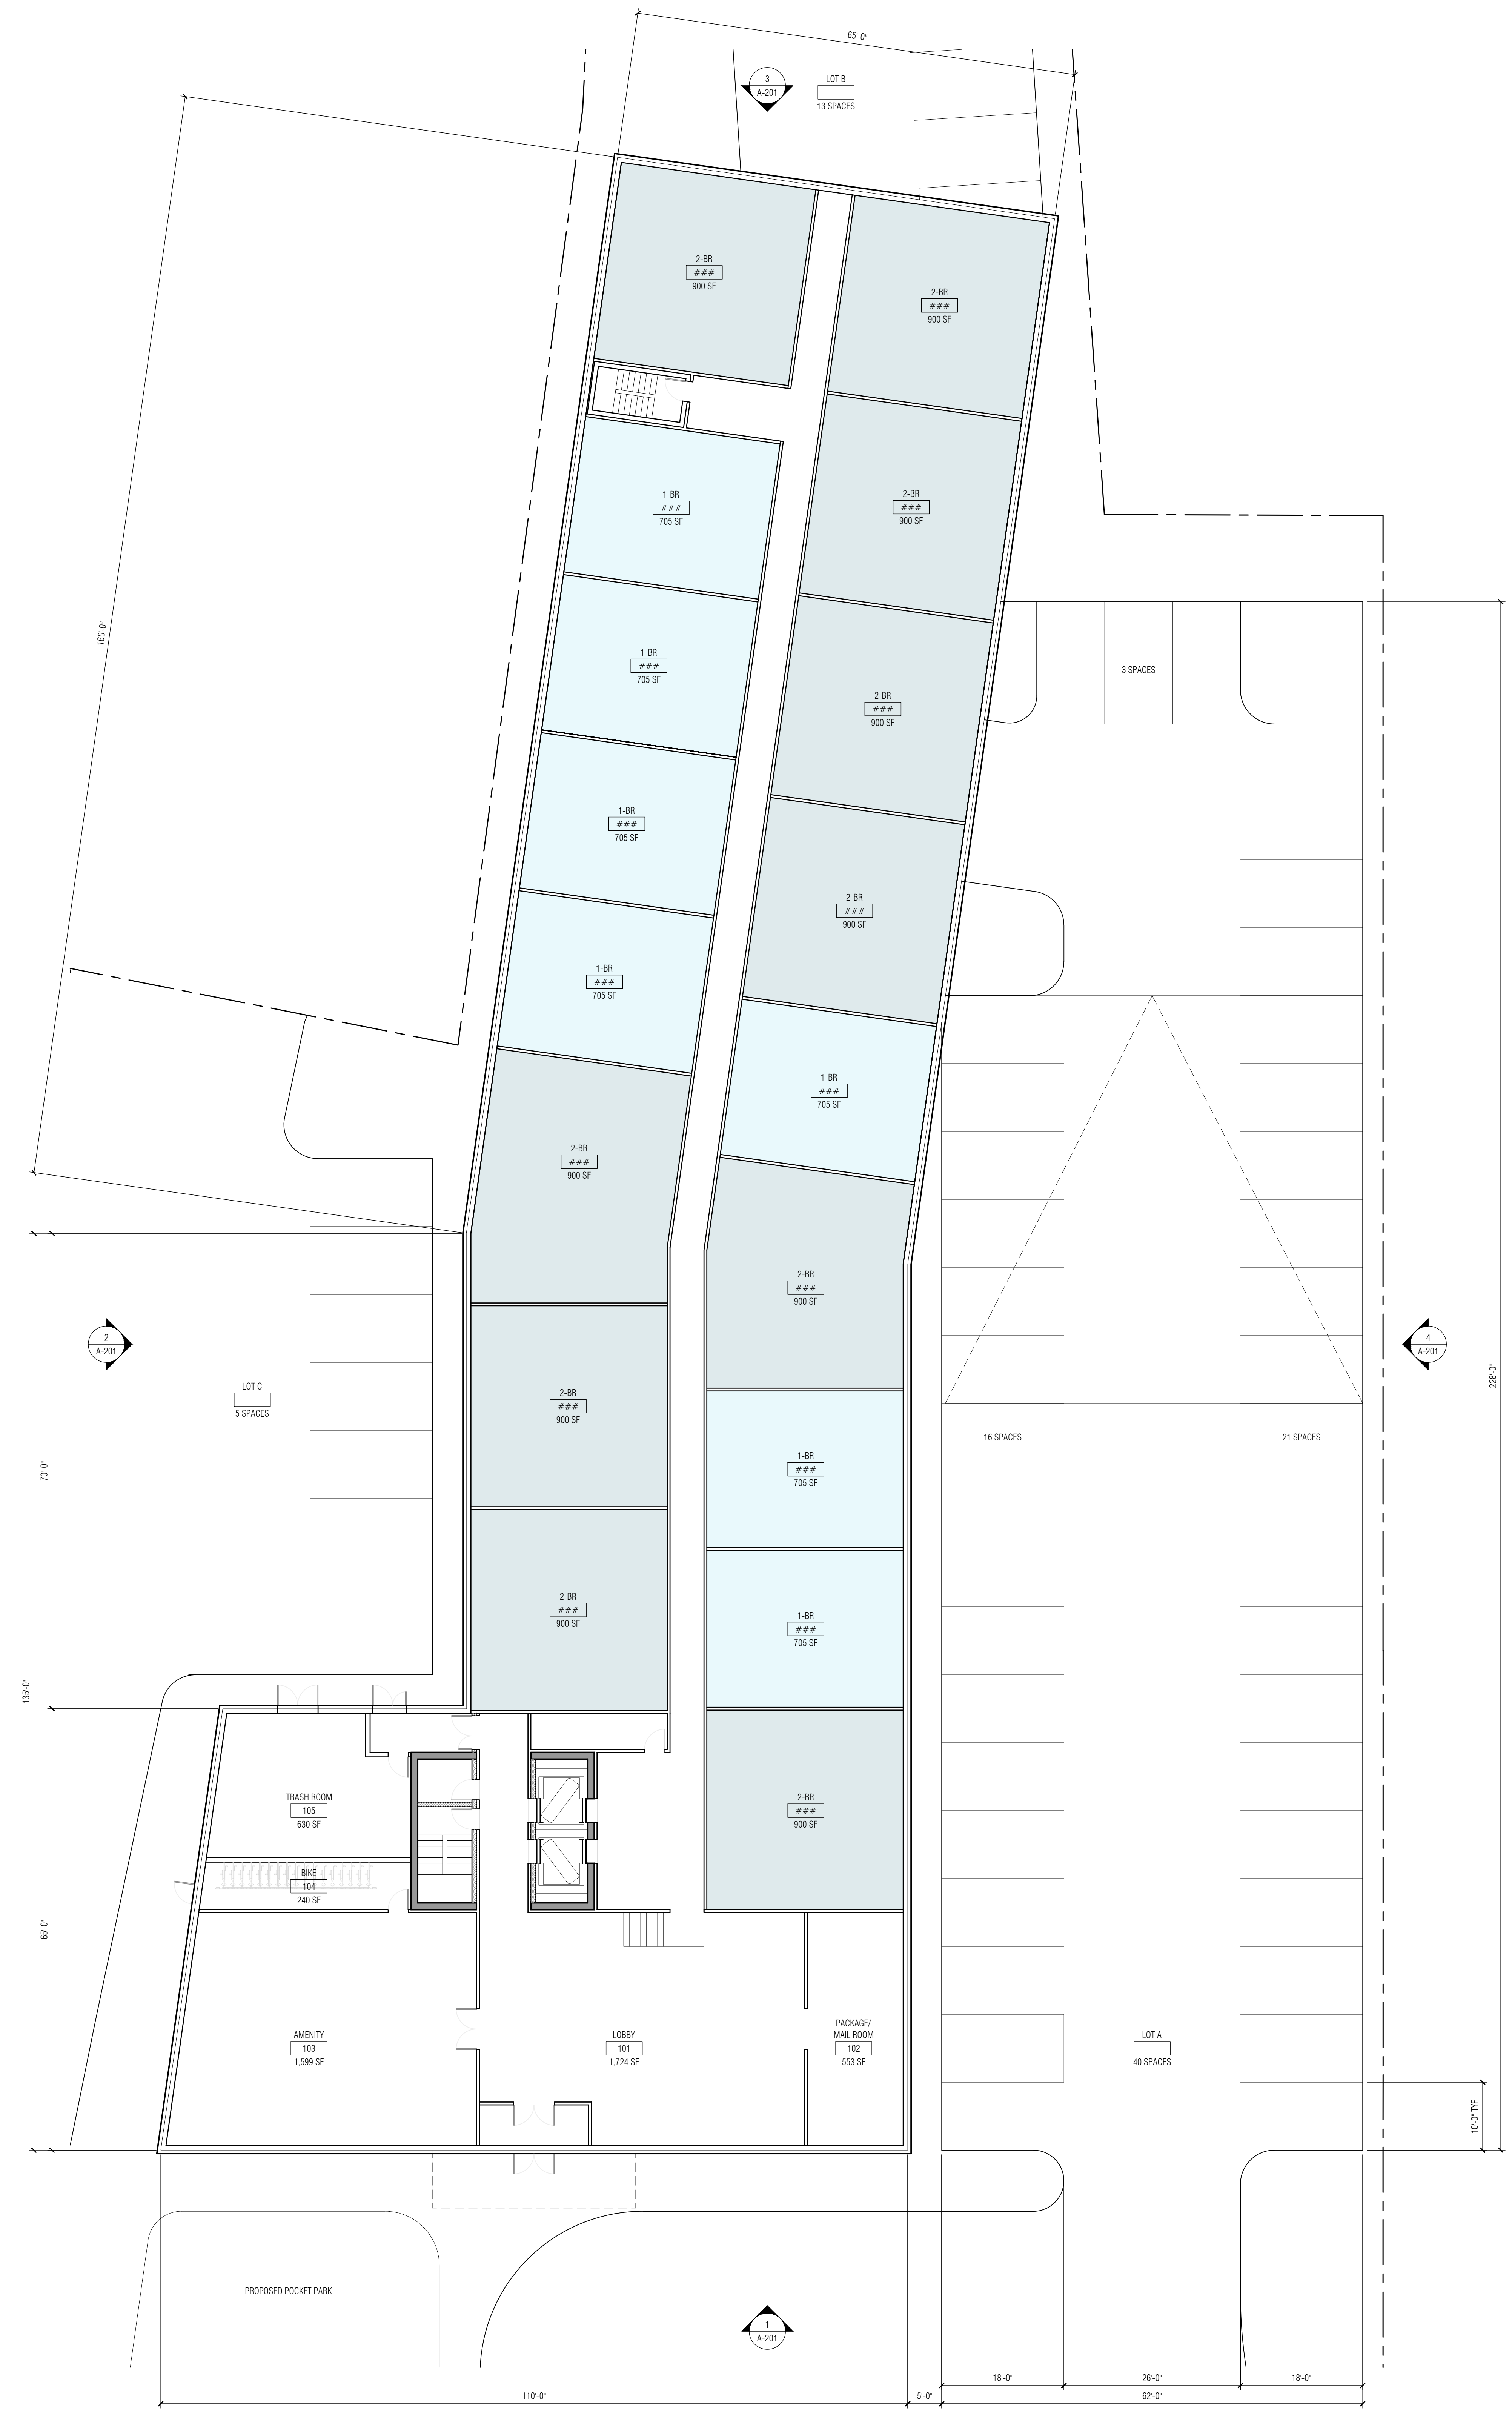 65'-0"
3
A-201
LOT B
13 SPACES
2-BR
###
900 SF
2-BR
###
900 SF
1-BR
###
705 SF
2-BR
###
900 SF
160'-0"
1-BR
###
705 SF
2-BR
###
900 SF
3 SPACES
1-BR
###
705 SF
2-BR
###
900 SF
1-BR
###
705 SF
1-BR
###
705 SF
2-BR
###
900 SF
2-BR
###
900 SF
2
A-201
4
A-201
228'-0"
LOT C
5 SPACES
2-BR
###
900 SF
16 SPACES
21 SPACES
70'-0"
1-BR
###
705 SF
2-BR
###
900 SF
1-BR
###
705 SF
135'-0"
TRASH ROOM
105
630 SF
2-BR
###
900 SF
BIKE
104
240 SF
65'-0"
AMENITY
103
1,599 SF
LOBBY
101
1,724 SF
PACKAGE/
MAIL ROOM
102
553 SF
LOT A
40 SPACES
10'-0" TYP
PROPOSED POCKET PARK
1
A-201
18'-0"
26'-0"
18'-0"
110'-0"
5'-0"
62'-0"